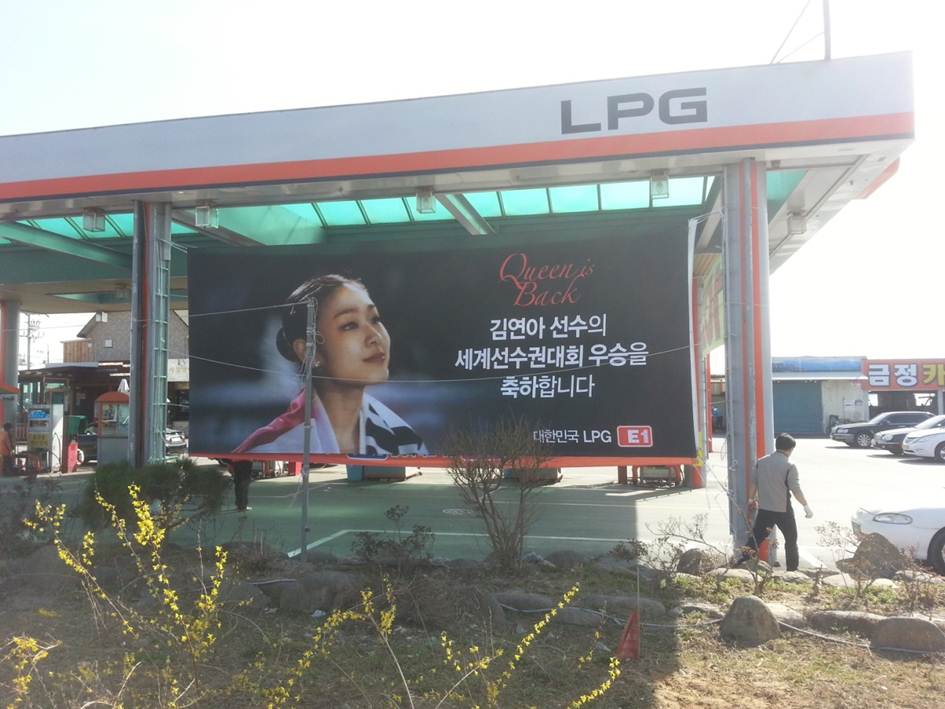 LPG
Queen is
Back
김연아 선수의
세계선수권대회 우승을
축하합니다
대한민국 LPG E1
금정카